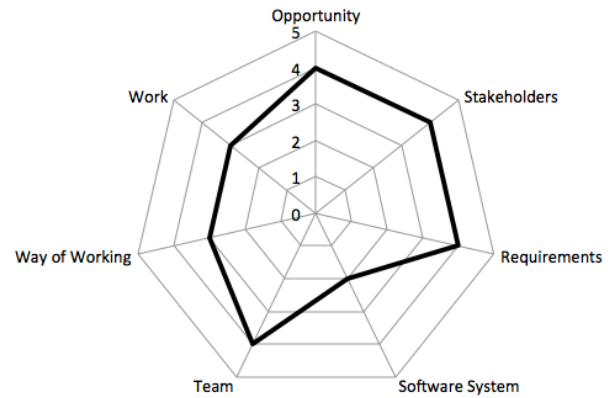 Opportunity
5
4
3
2
1
0
Work
Stakeholders
Way of Working
Requirements
Team
Software System